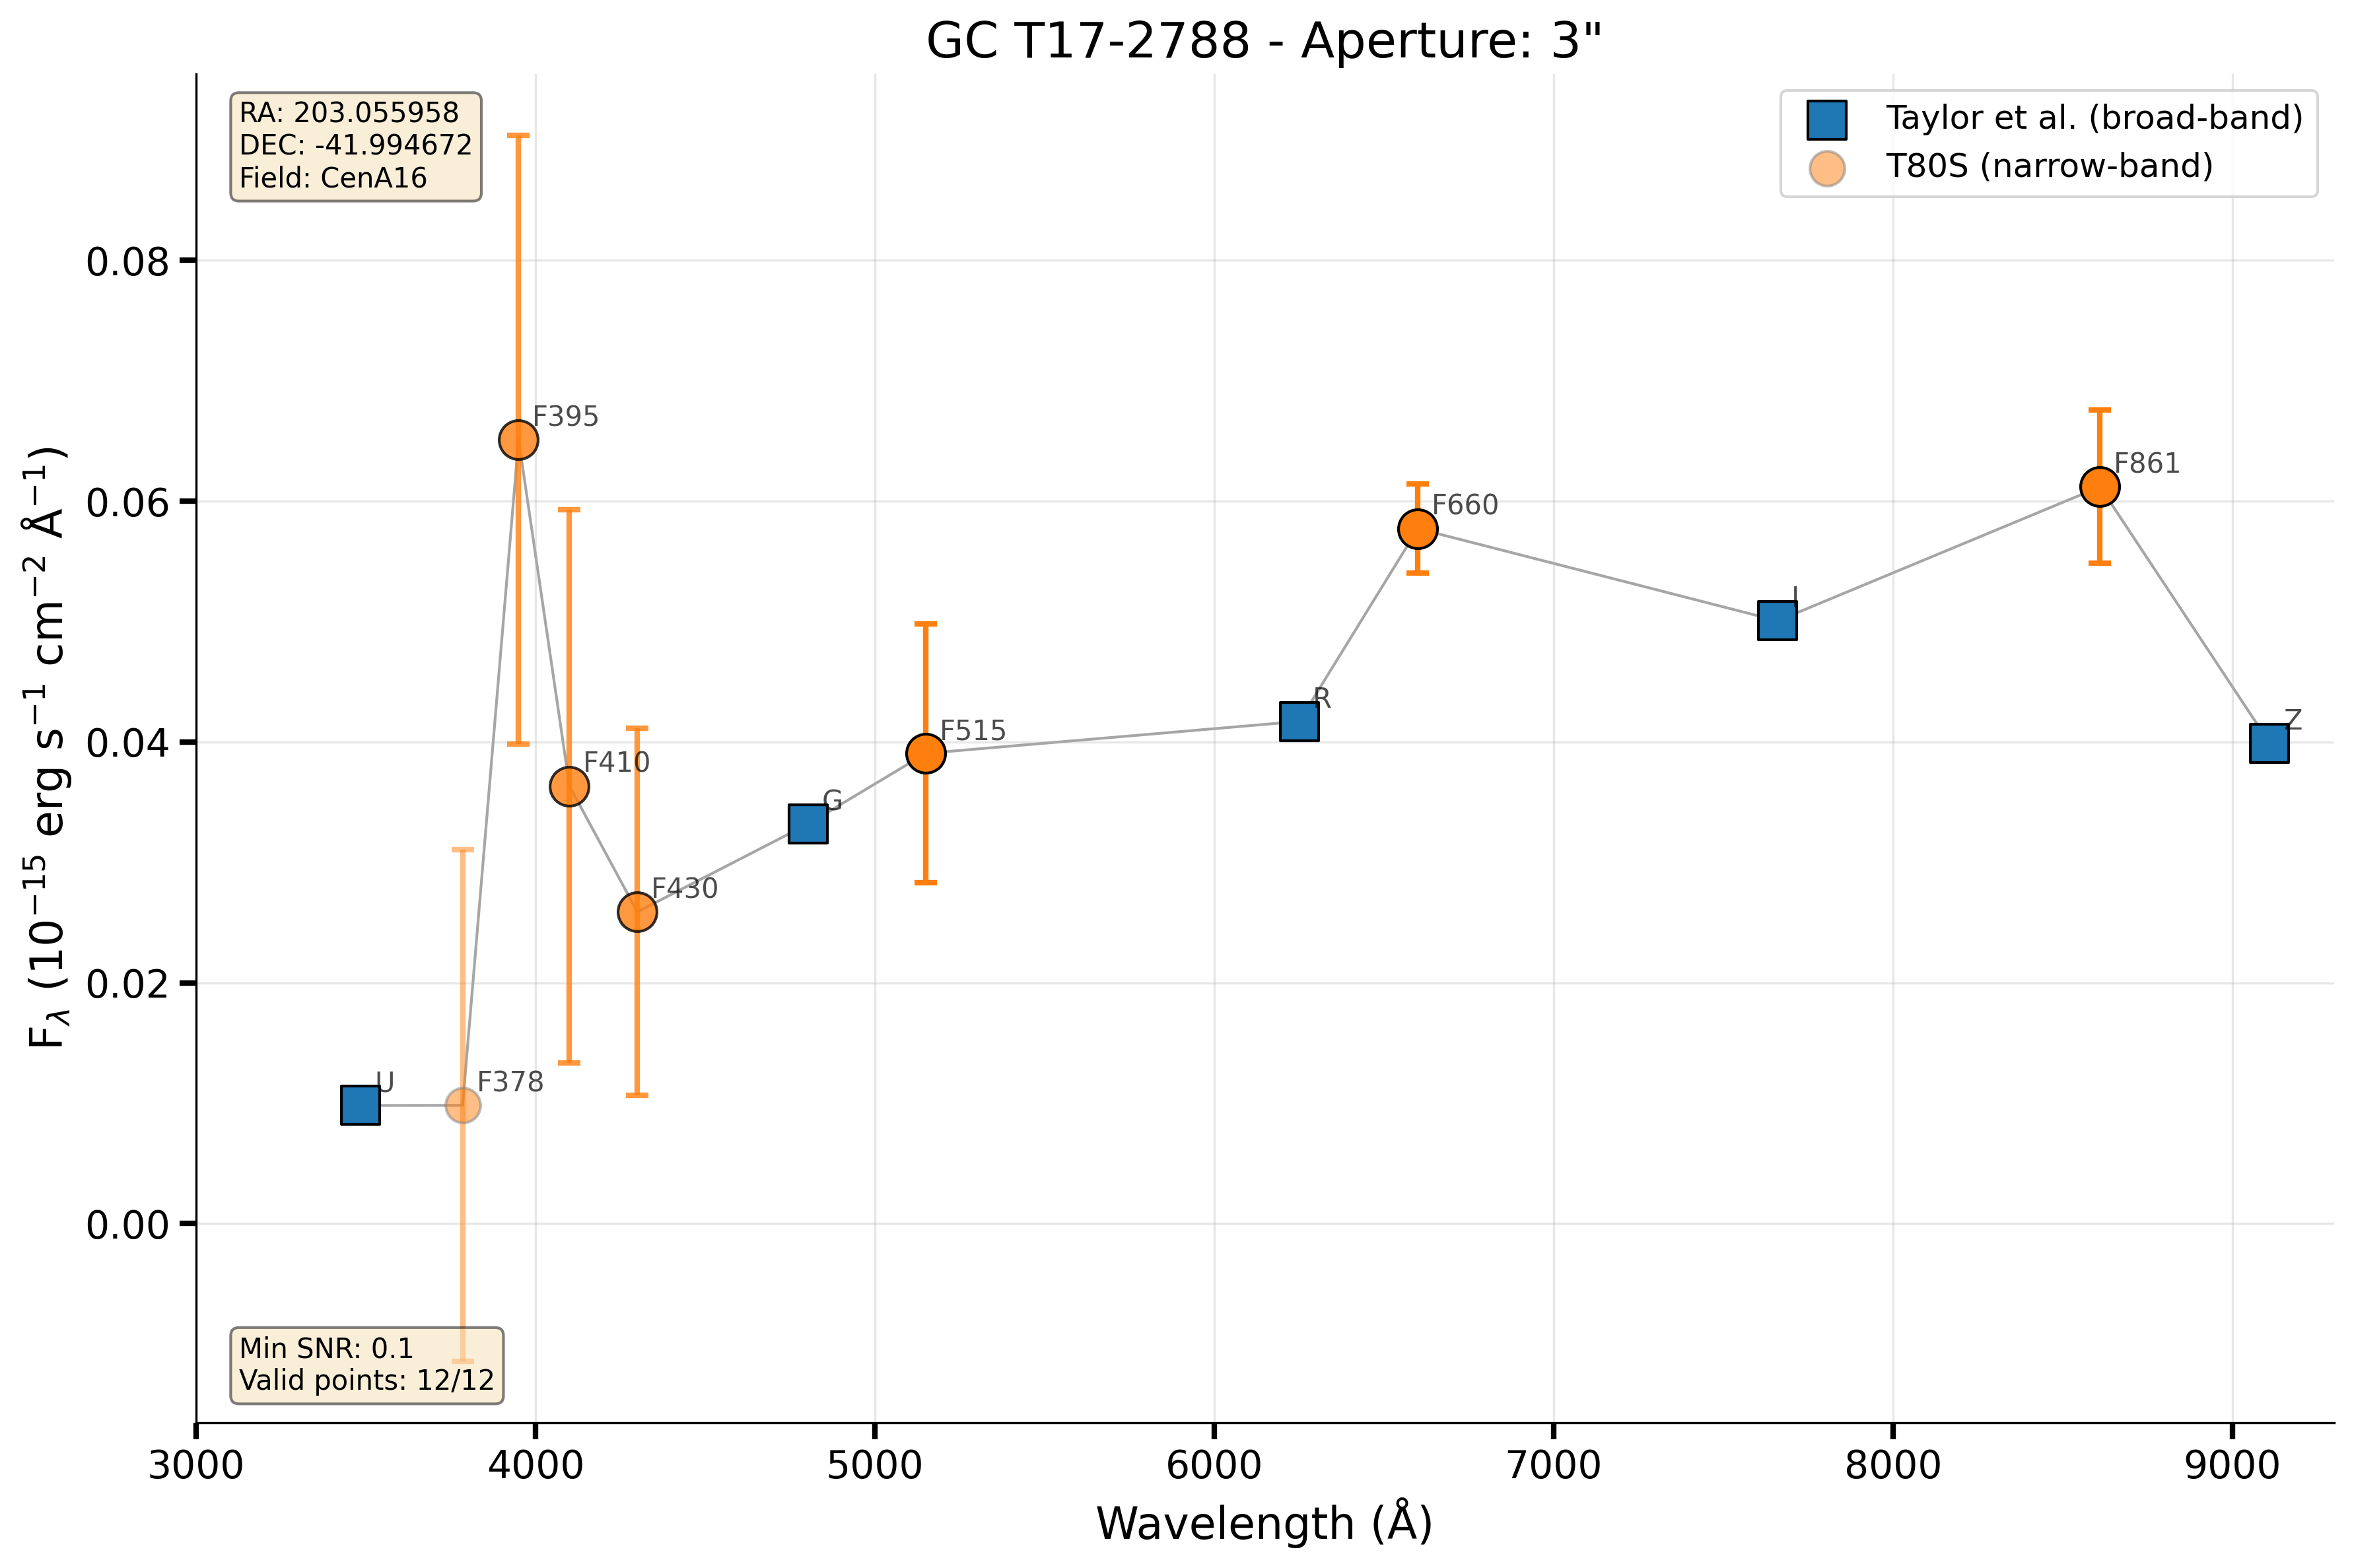 GC T17-2788 - Aperture: 3"
RA: 203.055958
DEC: -41.994672
Field: CenA16
Taylor et al. (broad-band)
T80S (narrow-band)
F395
F861
F660
I
R
Z
F515
F410
G
F430
U
F378
Min SNR: 0.1
Valid points: 12/12
0.08
0.06
0.04
0.02
0.00
Fλ (10⁻¹⁵ erg s⁻¹ cm⁻² Å⁻¹)
3000 4000 5000 6000 7000 8000 9000
Wavelength (Å)